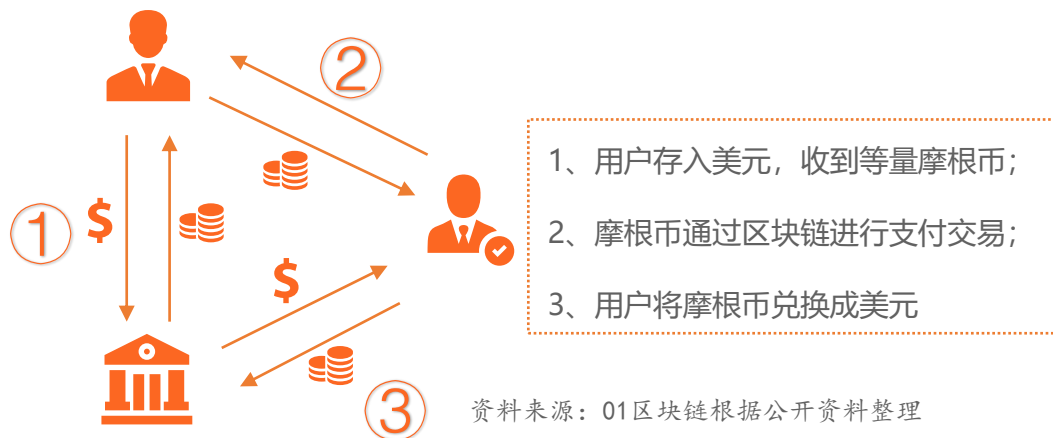 ②
①
$
$
③
1、用户存入美元，收到等量摩根币；
2、摩根币通过区块链进行支付交易；
3、用户将摩根币兑换成美元
资料来源：01区块链根据公开资料整理